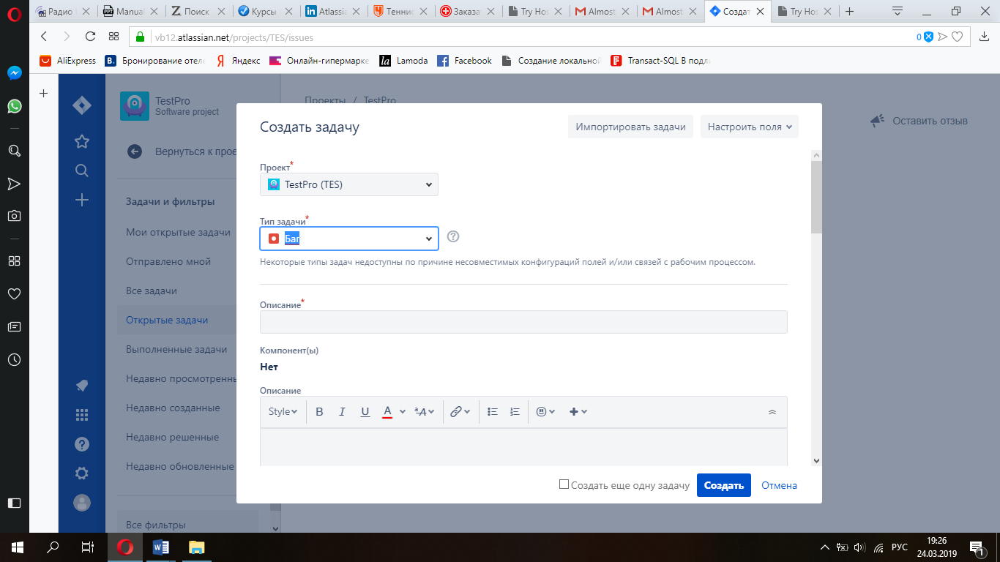 Радио
Manual
Поиск
Курсы
Atlassia
Теннис
Заказа
Try Hos
Almost
Almost
Создат
Try Hos
vb12.atlassian.net/projects/TES/issues
0
AliExpress
Бронирование отеле
Яндекс
Онлайн-гипермарке
Lamoda
Facebook
Создание локальной
Transact-SQL В подли
TestPro
Software project
Проекты / TestPro
Оставить отзыв
Вернуться к прое
Задачи и фильтры
Мои открытые задачи
Отправлено мной
Все задачи
Открытые задачи
Выполненные задачи
Недавно просмотренны
Недавно созданные
Недавно решенные
Недавно обновленные
Все фильтры
Создать задачу
Импортировать задачи
Настроить поля
Проект*
TestPro (TES)
Тип задачи*
Баг
Некоторые типы задач недоступны по причине несовместимых конфигураций полей и/или связей с рабочим процессом.
Описание*
Компонент(ы)
Нет
Описание
Style B I U A
Создать еще одну задачу
Создать
Отмена
РУС
19:26
24.03.2019
1